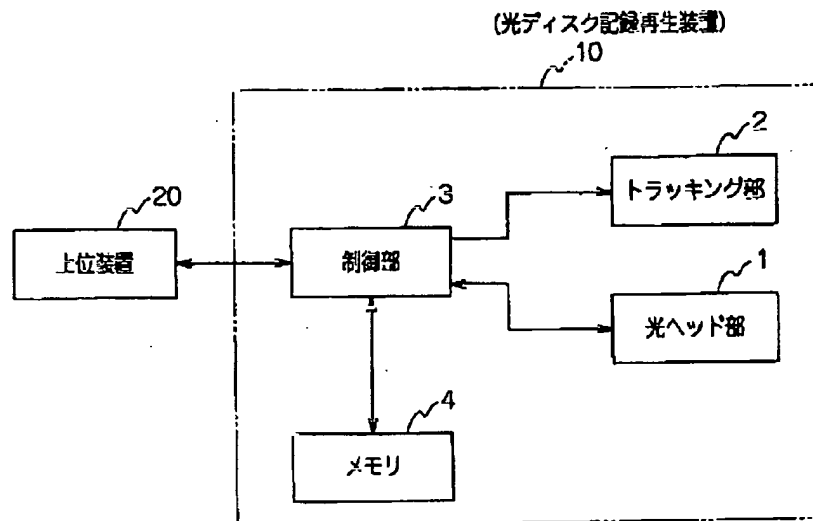 (光ディスク記録再生装置)
10
2
トラッキング部
20
上位装置
3
制御部
1
光ヘッド部
4
メモリ